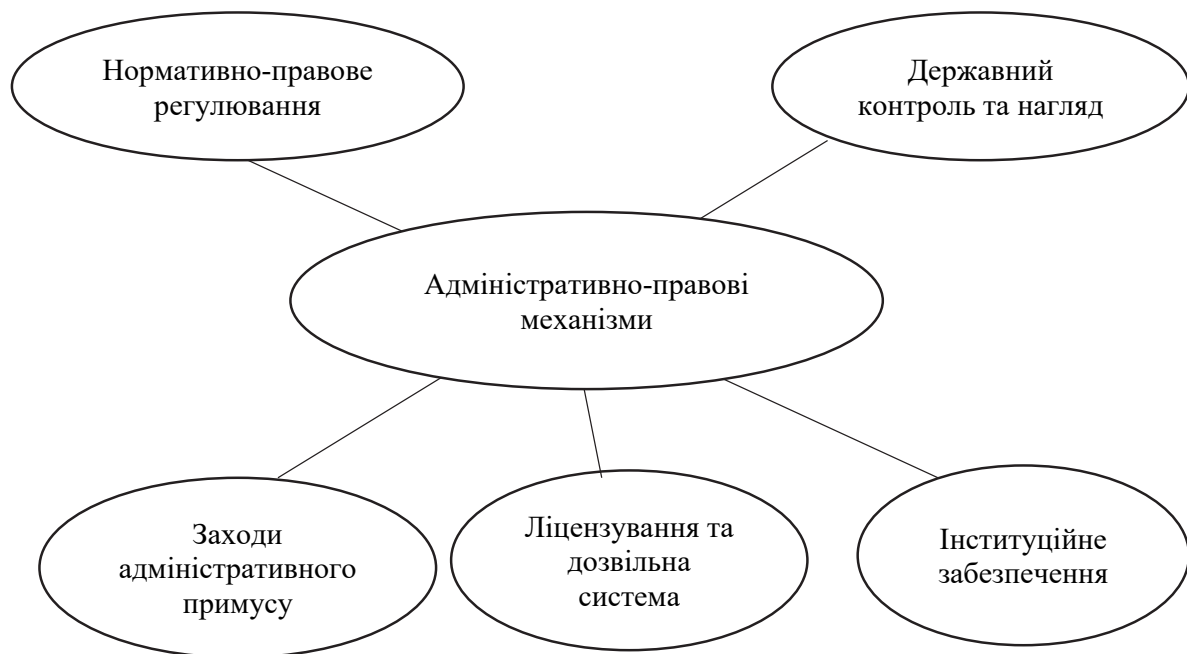 Нормативно-правове
регулювання
Державний
контроль та нагляд
Адміністративно-правові
механізми
Заходи
адміністративного
примусу
Ліцензування та
дозвільна
система
Інституційне
забезпечення